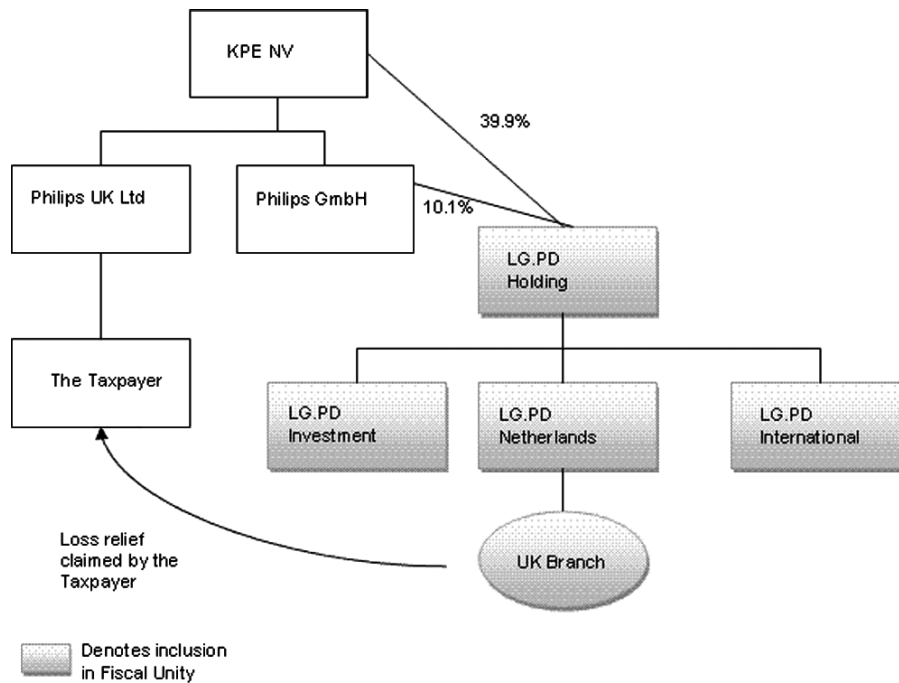 KPE NV
39.9%
Philips UK Ltd
Philips GmbH
10.1%
LG.PD
Holding
The Taxpayer
LG.PD
Investment
LG.PD
Netherlands
LG.PD
International
Loss relief
claimed by the
Taxpayer
UK Branch
Denotes inclusion
in Fiscal Unity